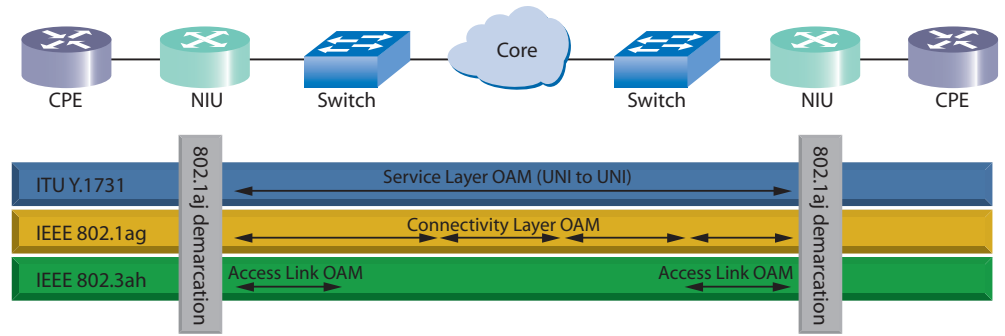 Core
CPE
NIU
Switch
Switch
NIU
CPE
802.1aj demarcation
802.1aj demarcation
ITU Y.1731
Service Layer OAM (UNI to UNI)
IEEE 802.1ag
Connectivity Layer OAM
IEEE 802.3ah
Access Link OAM
Access Link OAM